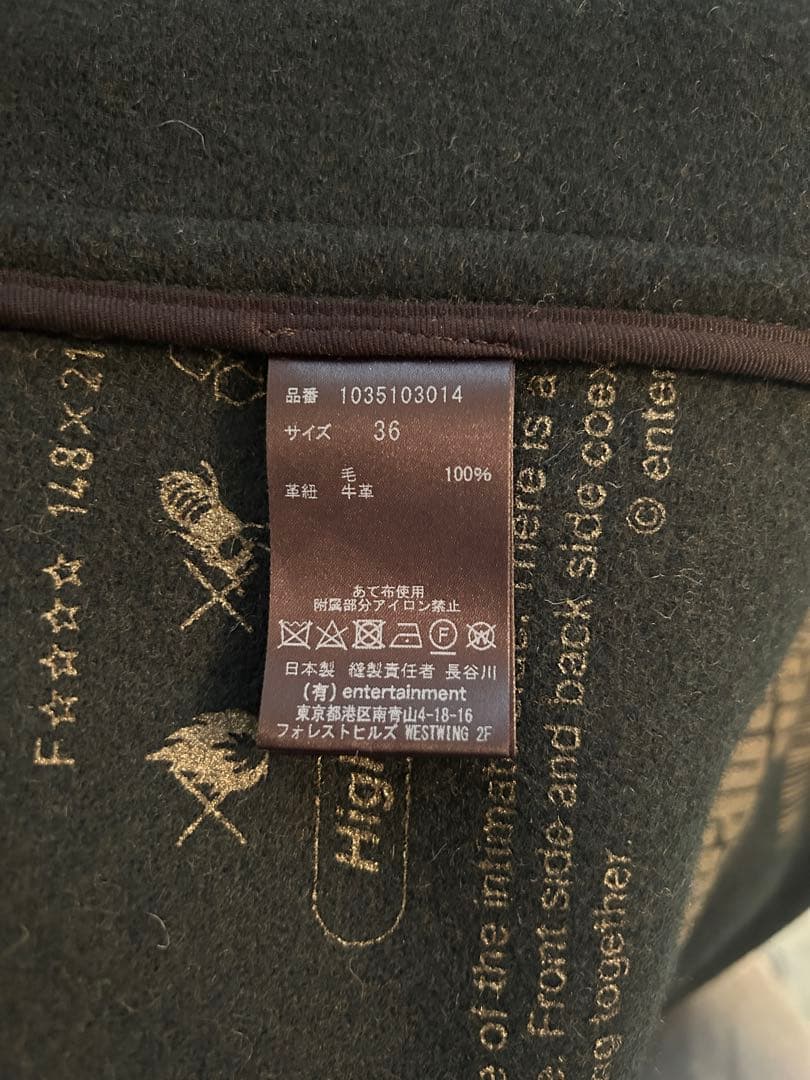 品番 1035103014
サイズ 36
毛 100%
革紐 牛革
あて布使用
附属部分アイロン禁止
F
W
日本製 縫製責任者 長谷川
(有) entertainment
東京都港区南青山4-18-16
フォレストヒルズ WESTWING 2F
F☆☆☆☆ 148×21
High
e of the intimat
There is a
e. Front side and back side coex
ng together.
© enter